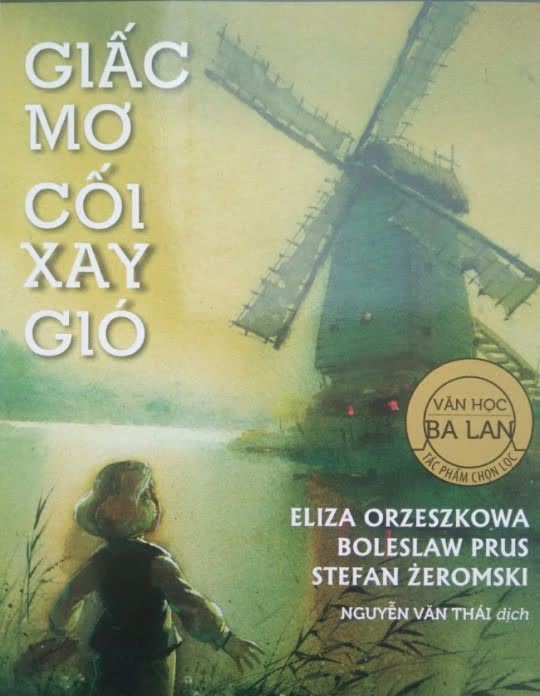 GIẤC
MƠ
CỐI
XAY
GIÓ
VĂN HỌC
BA LAN
TÁC PHẨM CHỌN LỌC
ELIZA ORZESZKOWA
BOLESLAW PRUS
STEFAN ŻEROMSKI
NGUYỄN VĂN THÁI dịch